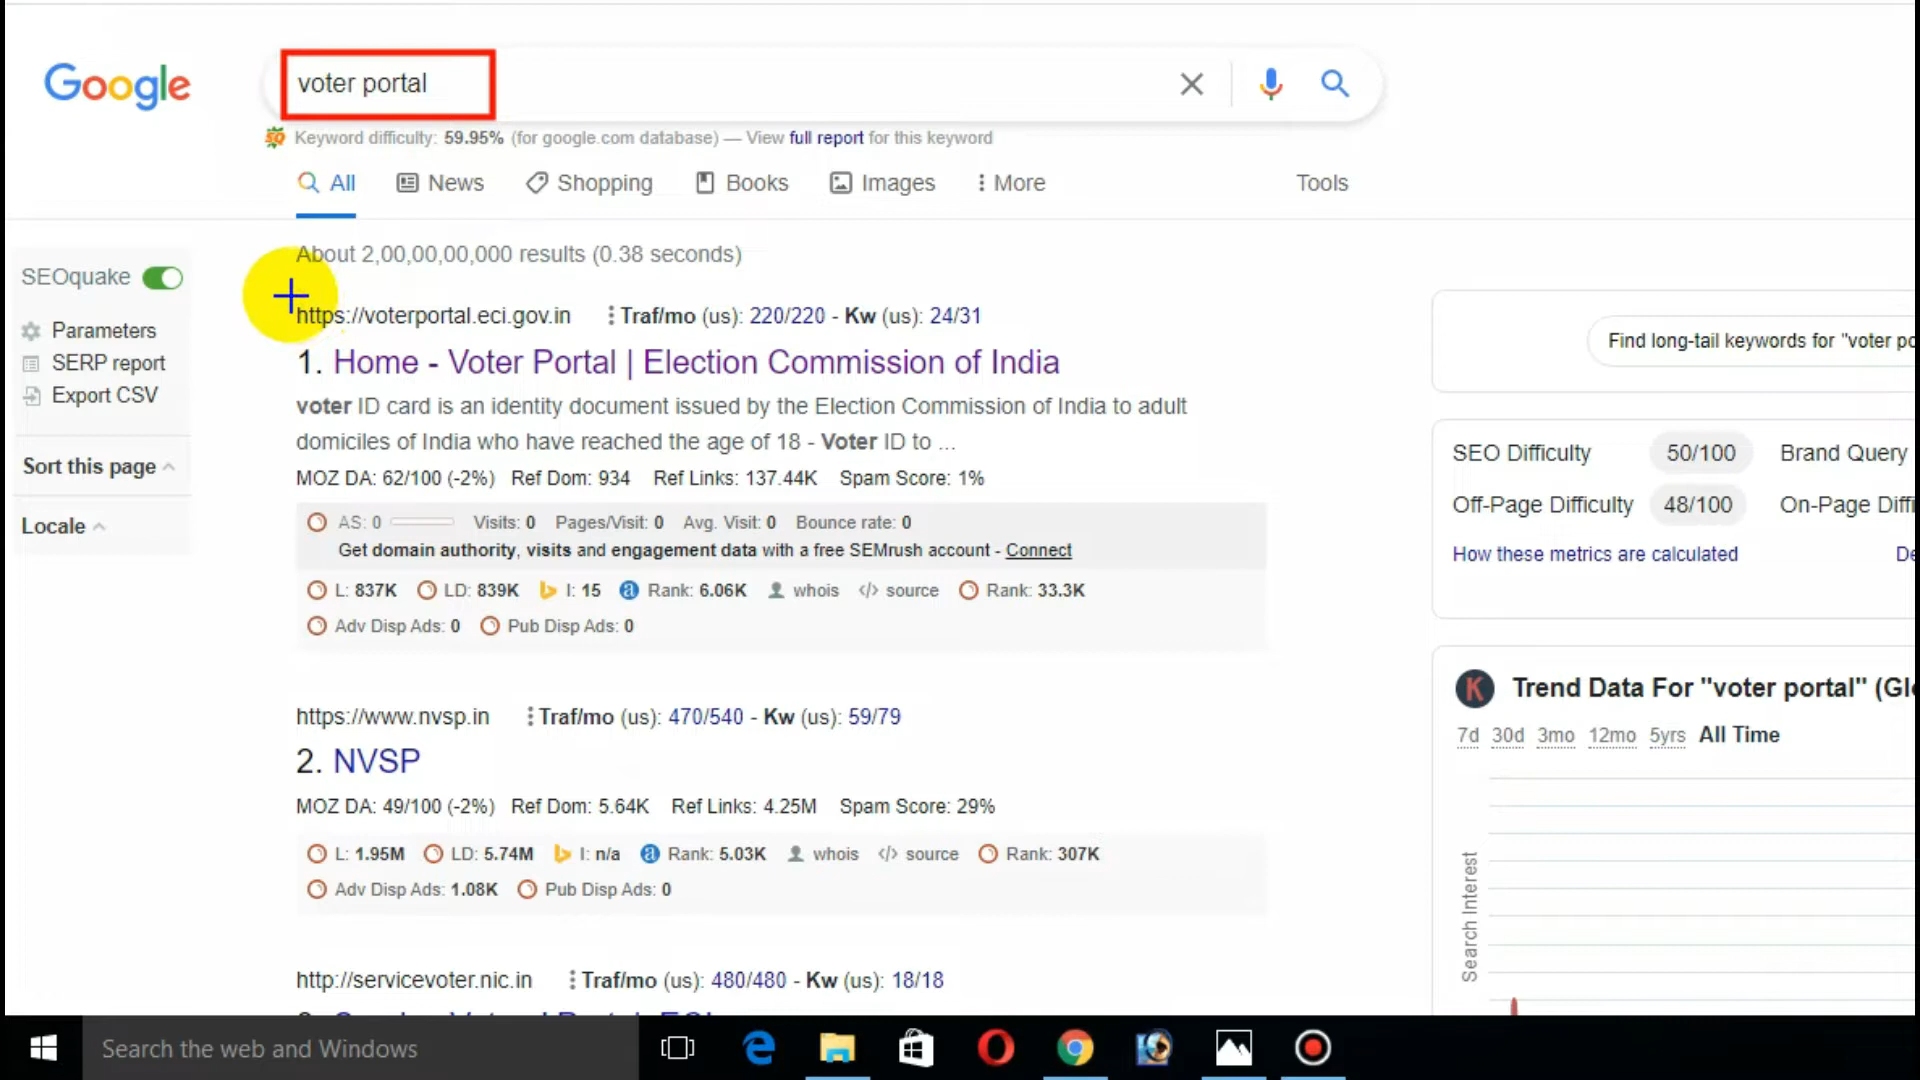 Google
voter portal
Keyword difficulty: 59.95% (for google.com database) — View full report for this keyword
All News Shopping Books Images More Tools
About 2,00,00,00,000 results (0.38 seconds)
SEOquake
Parameters
SERP report
Export CSV
Sort this page
Locale
https://voterportal.eci.gov.in Traf/mo (us): 220/220 - Kw (us): 24/31
1. Home - Voter Portal | Election Commission of India
voter ID card is an identity document issued by the Election Commission of India to adult
domiciles of India who have reached the age of 18 - Voter ID to ...
MOZ DA: 62/100 (-2%) Ref Dom: 934 Ref Links: 137.44K Spam Score: 1%
AS: 0 Visits: 0 Pages/Visit: 0 Avg. Visit: 0 Bounce rate: 0
Get domain authority, visits and engagement data with a free SEMrush account - Connect
L: 837K LD: 839K I: 15 Rank: 6.06K whois </> source Rank: 33.3K
Adv Disp Ads: 0 Pub Disp Ads: 0
https://www.nvsp.in Traf/mo (us): 470/540 - Kw (us): 59/79
2. NVSP
MOZ DA: 49/100 (-2%) Ref Dom: 5.64K Ref Links: 4.25M Spam Score: 29%
L: 1.95M LD: 5.74M I: n/a Rank: 5.03K whois </> source Rank: 307K
Adv Disp Ads: 1.08K Pub Disp Ads: 0
http://servicevoter.nic.in Traf/mo (us): 480/480 - Kw (us): 18/18
Find long-tail keywords for "voter po
SEO Difficulty 50/100 Brand Query
Off-Page Difficulty 48/100 On-Page Diffi
How these metrics are calculated De
K Trend Data For "voter portal" (Gl
7d 30d 3mo 12mo 5yrs All Time
Search Interest
Search the web and Windows